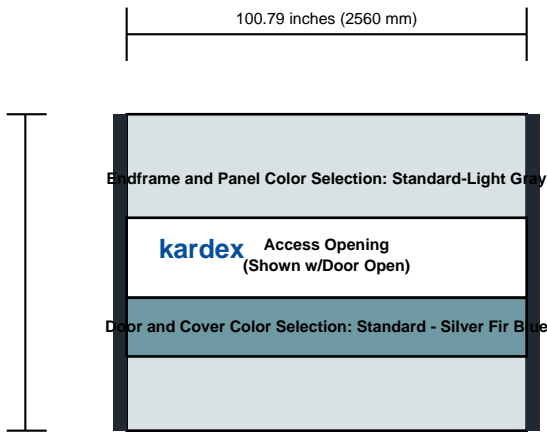 100.79 inches (2560 mm)
Endframe and Panel Color Selection: Standard-Light Gray
kardex
Access Opening
(Shown w/Door Open)
Door and Cover Color Selection: Standard - Silver Fir Blue